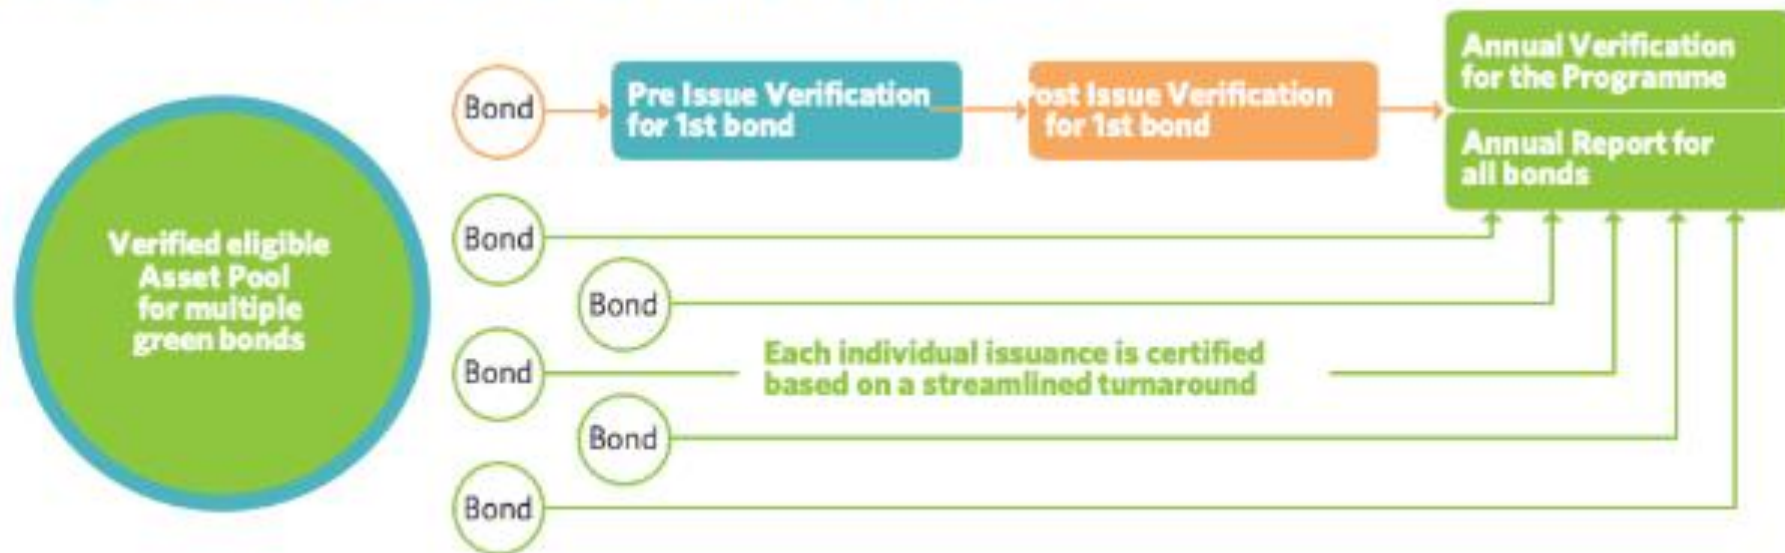 Verified eligible
Asset Pool
for multiple
green bonds
Bond
Pre Issue Verification
for 1st bond
Post Issue Verification
for 1st bond
Annual Verification
for the Programme
Annual Report for
all bonds
Bond
Bond
Bond
Each individual issuance is certified
based on a streamlined turnaround
Bond
Bond